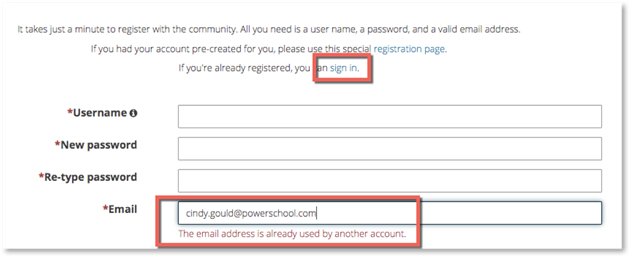 It takes just a minute to register with the community. All you need is a user name, a password, and a valid email address.
If you had your account pre-created for you, please use this special registration page.
If you're already registered, you can sign in.
*Username
*New password
*Re-type password
*Email
cindy.gould@powerschool.com
The email address is already used by another account.